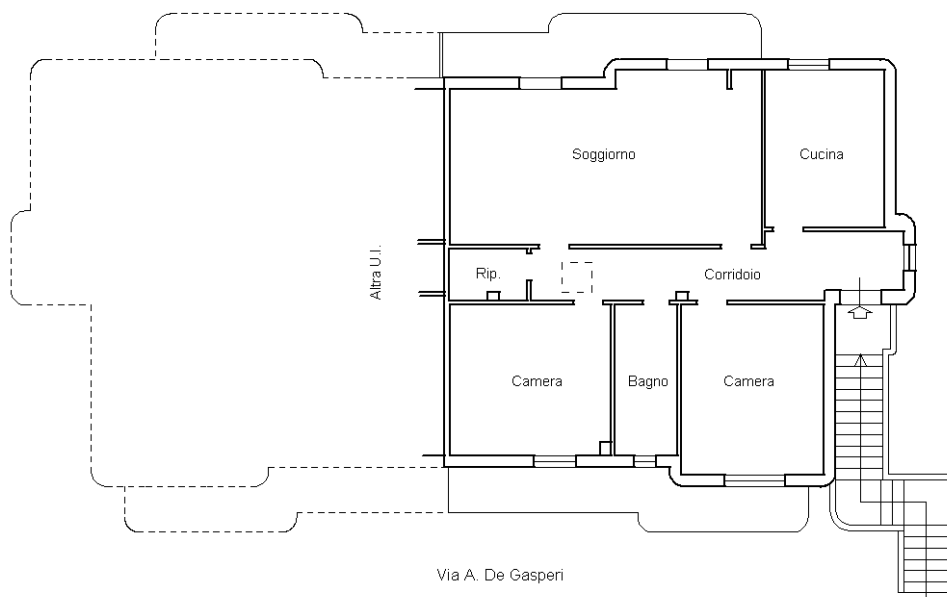 Soggiorno
Cucina
Altra U.I.
Rip.
Corridoio
Camera
Bagno
Camera
Via A. De Gasperi